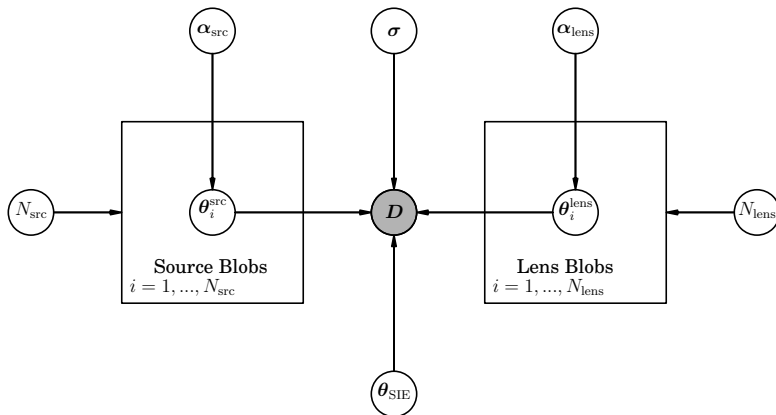 α_src
σ
α_lens
N_src
θ_i^src
D
θ_i^lens
N_lens
Source Blobs
i = 1, ..., N_src
Lens Blobs
i = 1, ..., N_lens
θ_SIE